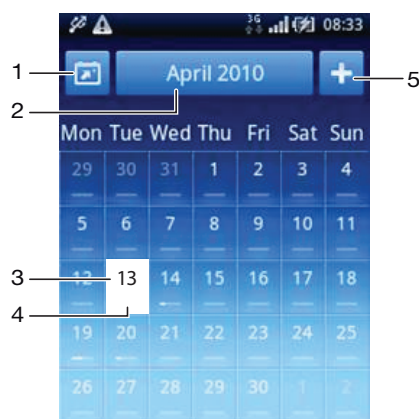 3G 08:33
1 April 2010 5
2
Mon Tue Wed Thu Fri Sat Sun
29 30 31 1 2 3 4
5 6 7 8 9 10 11
3 12 13 14 15 16 17 18
4
19 20 21 22 23 24 25
26 27 28 29 30 1 2